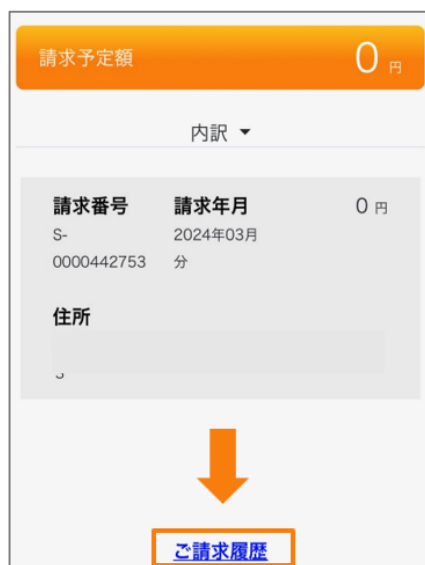 請求予定額 0 円
内訳 ▼
請求番号 請求年月 0 円
S- 2024年03月
0000442753 分
住所
ご請求履歴